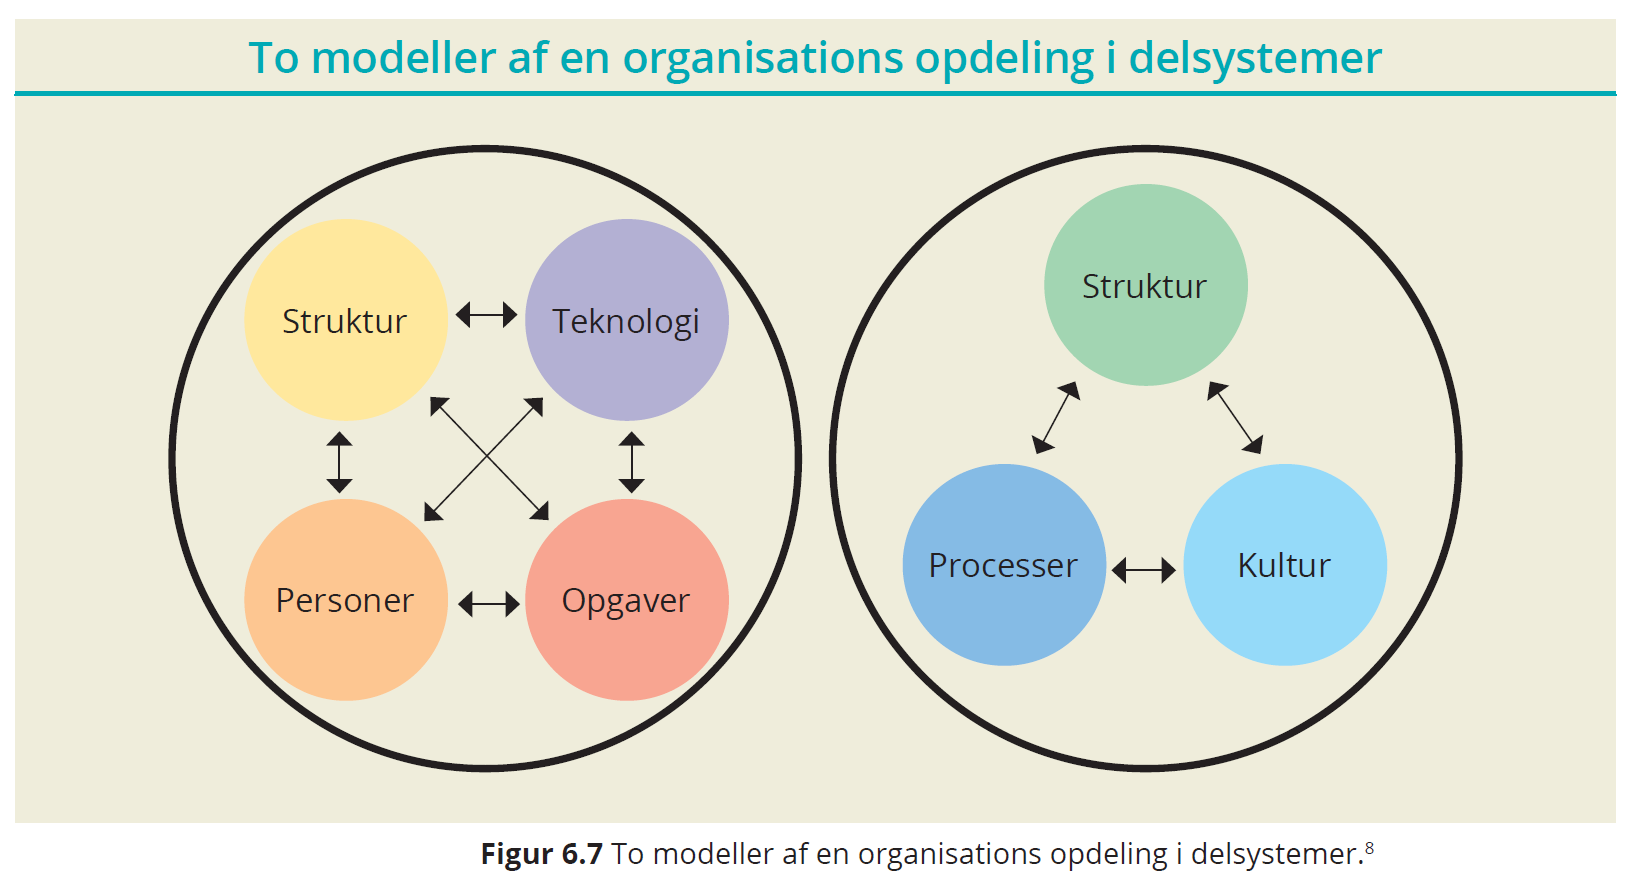 To modeller af en organisations opdeling i delsystemer
Struktur
Teknologi
Personer
Opgaver
Struktur
Processer
Kultur
Figur 6.7 To modeller af en organisations opdeling i delsystemer.⁸